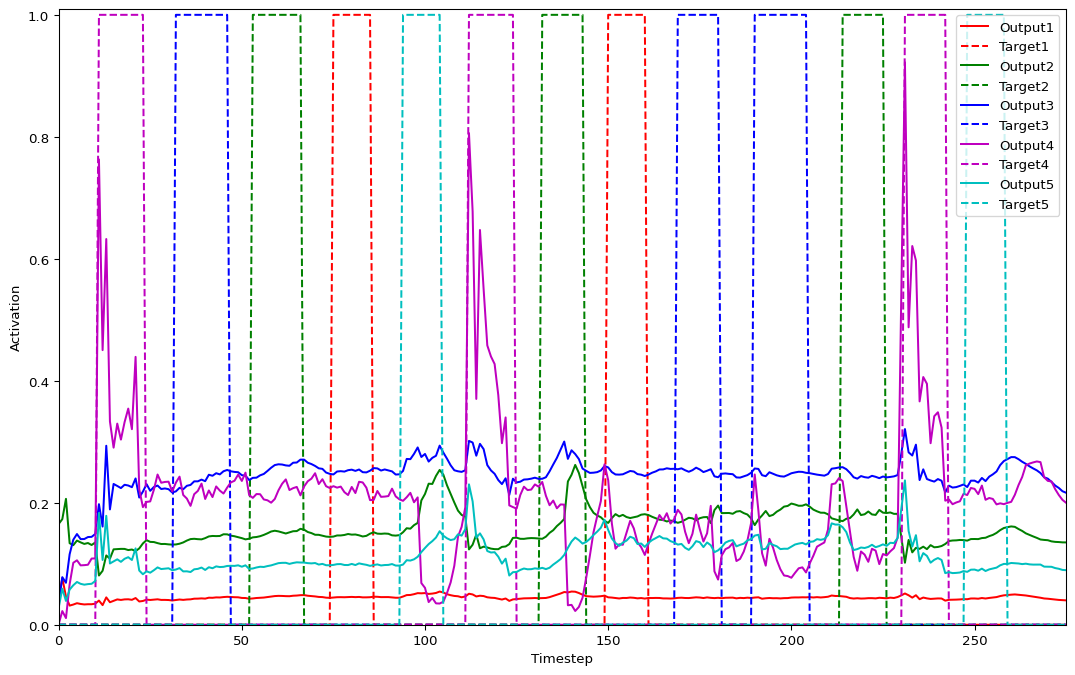 1.0
0.8
0.6
0.4
0.2
0.0
Activation
0
50
100
150
200
250
Timestep
Output1
Target1
Output2
Target2
Output3
Target3
Output4
Target4
Output5
Target5